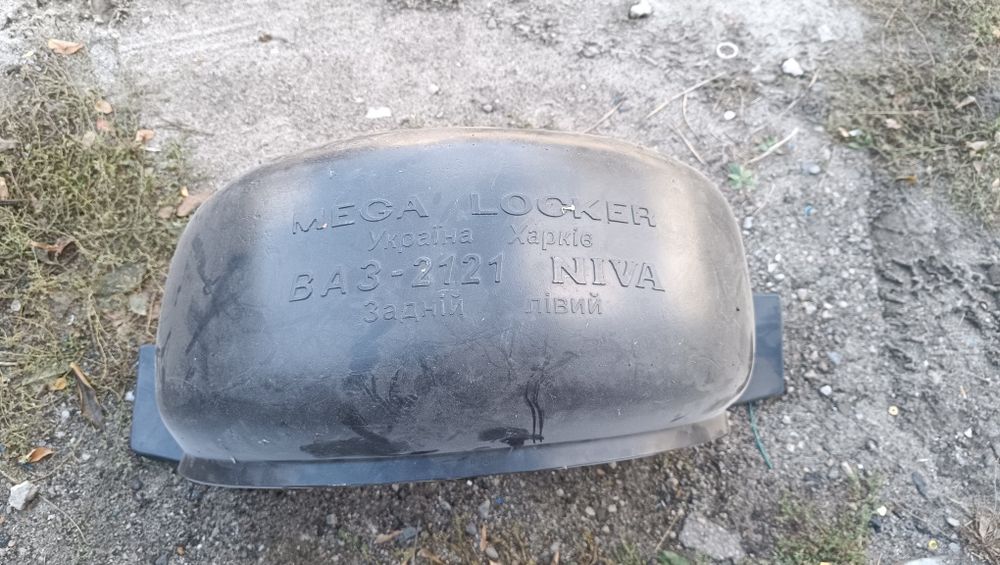 MEGA LOCKER
Україна Харків
ВАЗ-2121 NIVA
Задній лівий